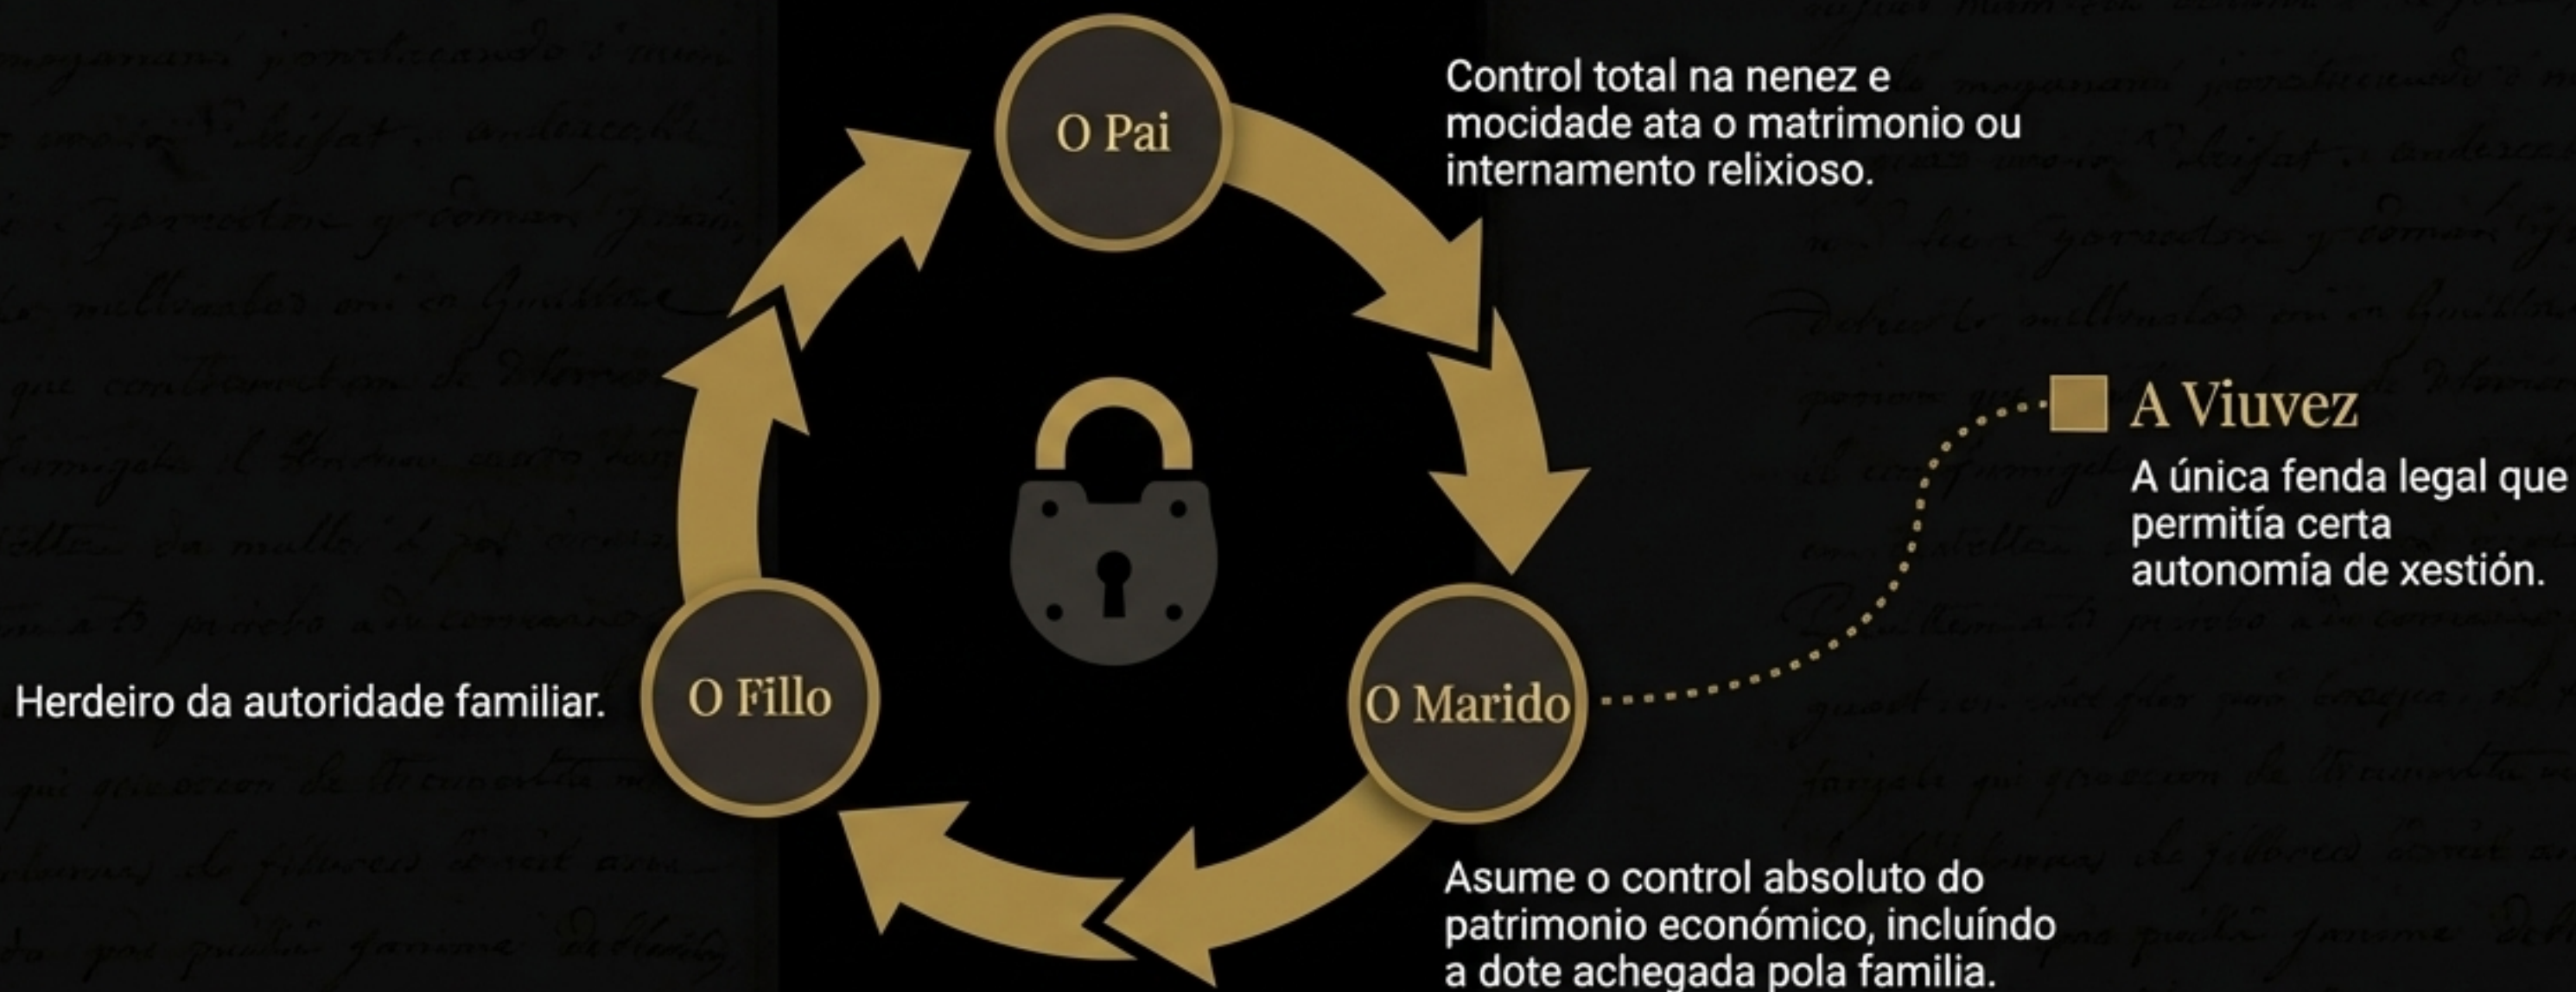 O Pai
Control total na nenez e
mocidade ata o matrimonio ou
internamento relixioso.
A Viuvez
A única fenda legal que
permitía certa
autonomía de xestión.
O Marido
Asume o control absoluto do
patrimonio económico, incluíndo
a dote achegada pola familia.
O Fillo
Herdeiro da autoridade familiar.